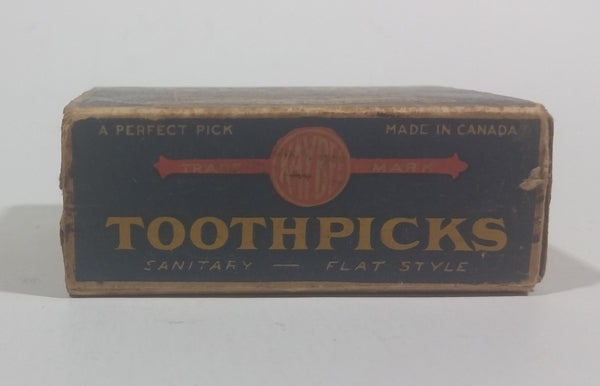 A PERFECT PICK
MADE IN CANADA
TRADE MARK
TOOTHPICKS
SANITARY — FLAT STYLE